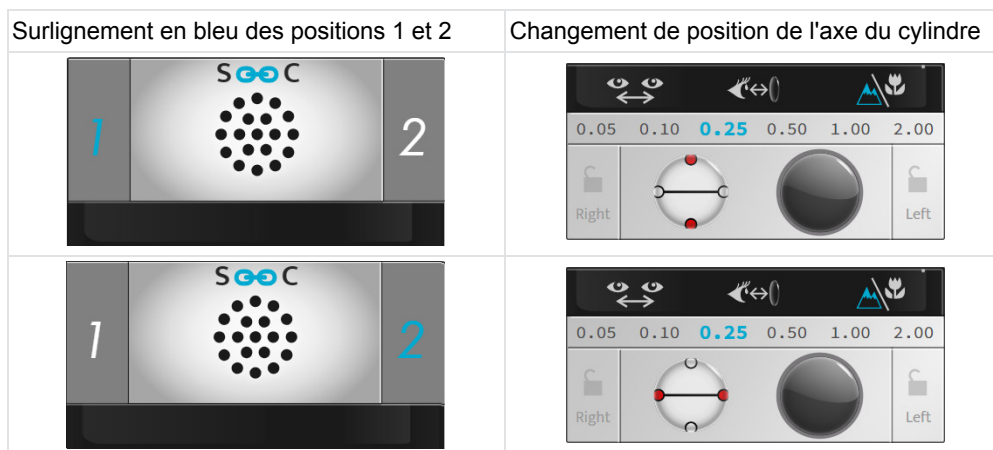 Surlignement en bleu des positions 1 et 2
Changement de position de l'axe du cylindre
S C
1
2
0.05 0.10 0.25 0.50 1.00 2.00
Right
Left
S C
1
2
0.05 0.10 0.25 0.50 1.00 2.00
Right
Left